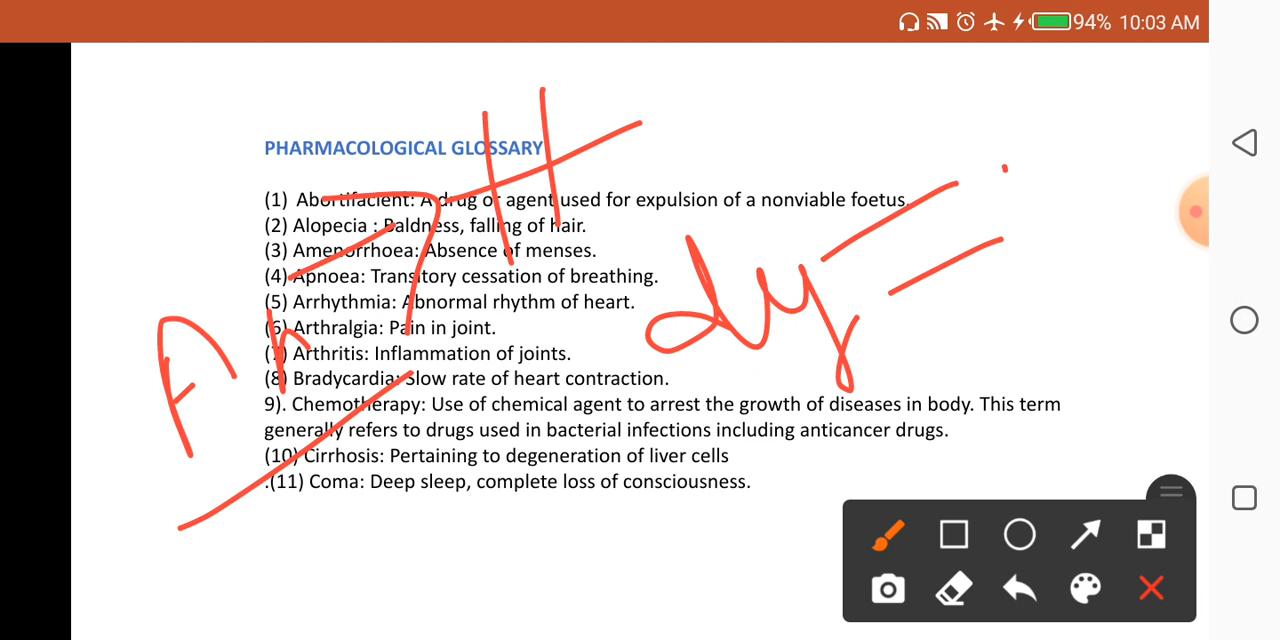 94% 10:03 AM
PHARMACOLOGICAL GLOSSARY
(1) Abortifacient: A drug or agent used for expulsion of a nonviable foetus.
(2) Alopecia : Baldness, falling of hair.
(3) Amenorrhoea: Absence of menses.
(4) Apnoea: Transitory cessation of breathing.
(5) Arrhythmia: Abnormal rhythm of heart.
(6) Arthralgia: Pain in joint.
(7) Arthritis: Inflammation of joints.
(8) Bradycardia: Slow rate of heart contraction.
9). Chemotherapy: Use of chemical agent to arrest the growth of diseases in body. This term
generally refers to drugs used in bacterial infections including anticancer drugs.
(10) Cirrhosis: Pertaining to degeneration of liver cells
.(11) Coma: Deep sleep, complete loss of consciousness.